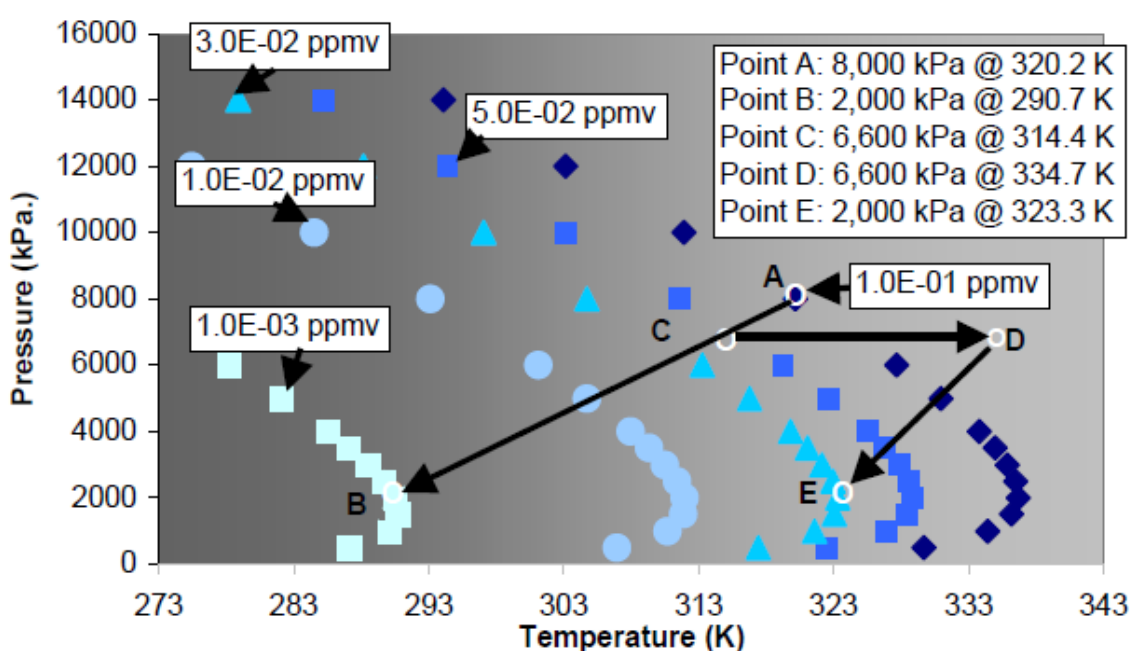 16000
14000
12000
10000
8000
6000
4000
2000
0
Pressure (kPa.)
3.0E-02 ppmv
5.0E-02 ppmv
1.0E-02 ppmv
1.0E-03 ppmv
1.0E-01 ppmv
Point A: 8,000 kPa @ 320.2 K
Point B: 2,000 kPa @ 290.7 K
Point C: 6,600 kPa @ 314.4 K
Point D: 6,600 kPa @ 334.7 K
Point E: 2,000 kPa @ 323.3 K
A
C
D
B
E
273 283 293 303 313 323 333 343
Temperature (K)